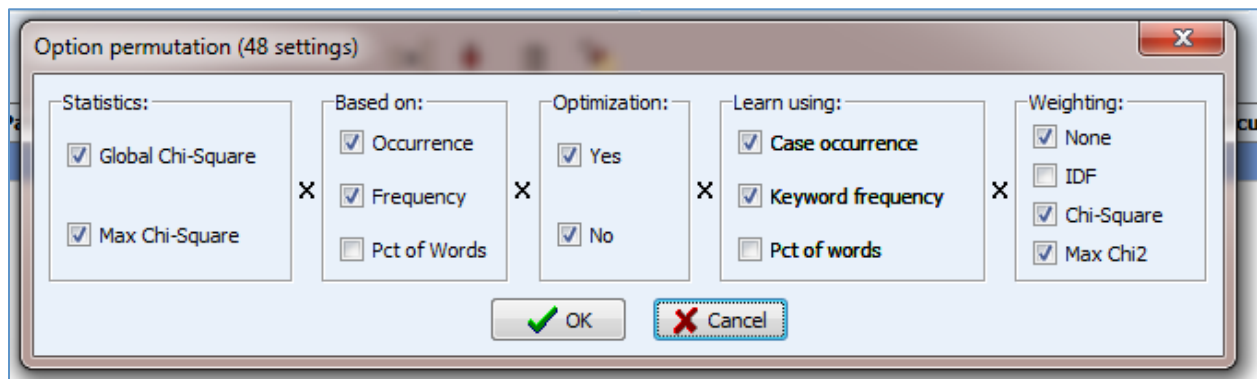 Option permutation (48 settings)
Statistics:
Global Chi-Square
Max Chi-Square
X
Based on:
Occurrence
Frequency
Pct of Words
X
Optimization:
Yes
No
X
Learn using:
Case occurrence
Keyword frequency
Pct of words
X
Weighting:
None
IDF
Chi-Square
Max Chi2
OK
Cancel